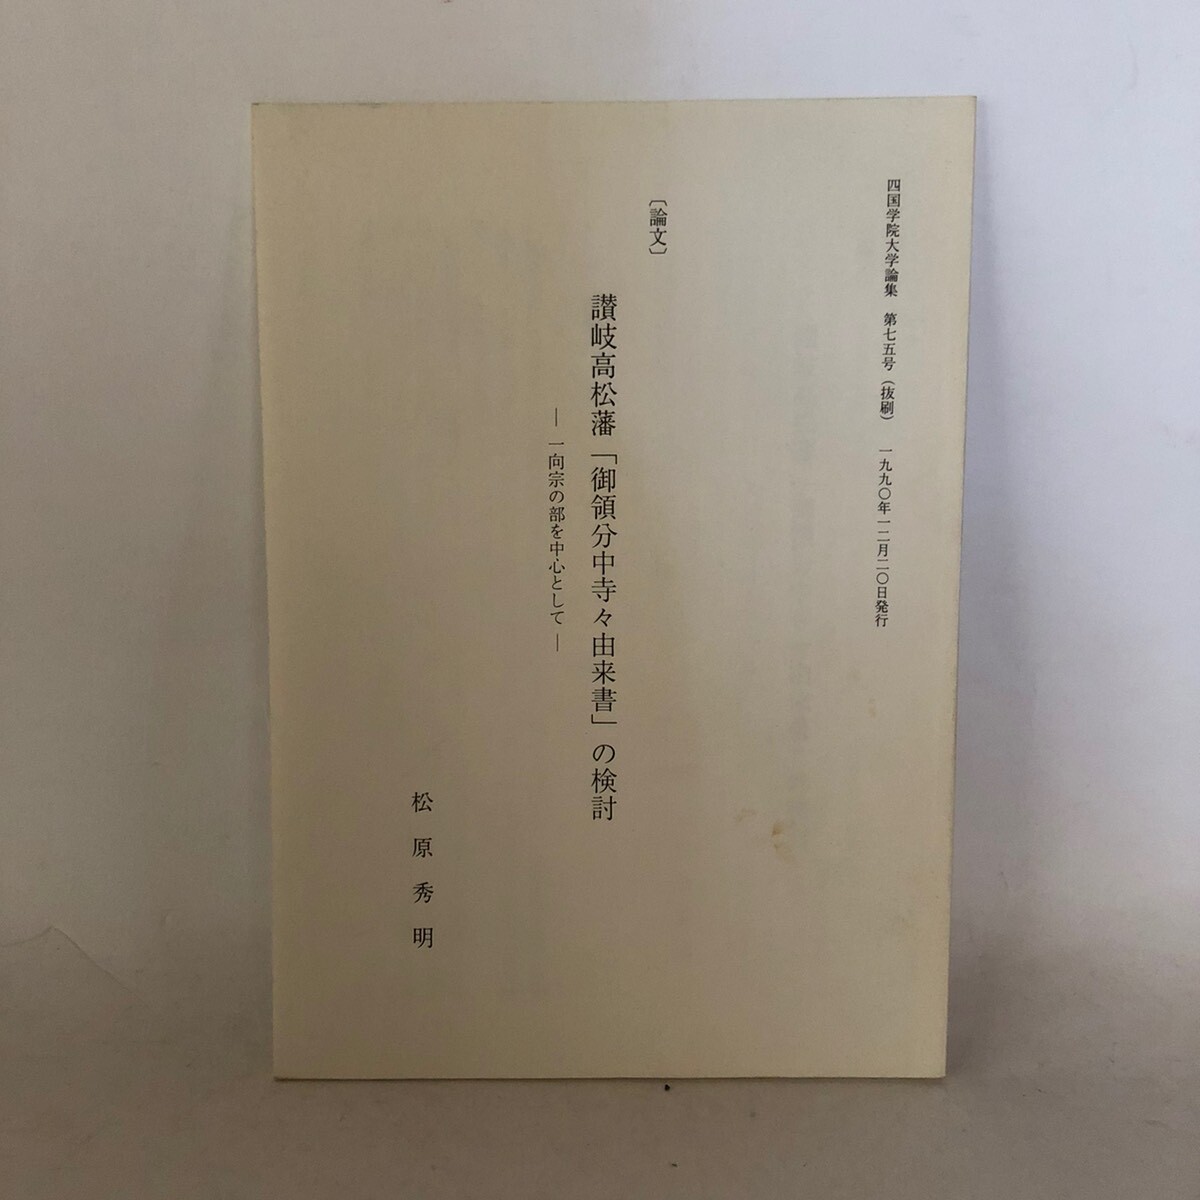 四国学院大学論集　第七五号（抜刷）　一九九〇年一二月二〇日発行
〔論文〕
讃岐高松藩「御領分中寺々由来書」の検討
― 一向宗の部を中心として ―
松原秀明